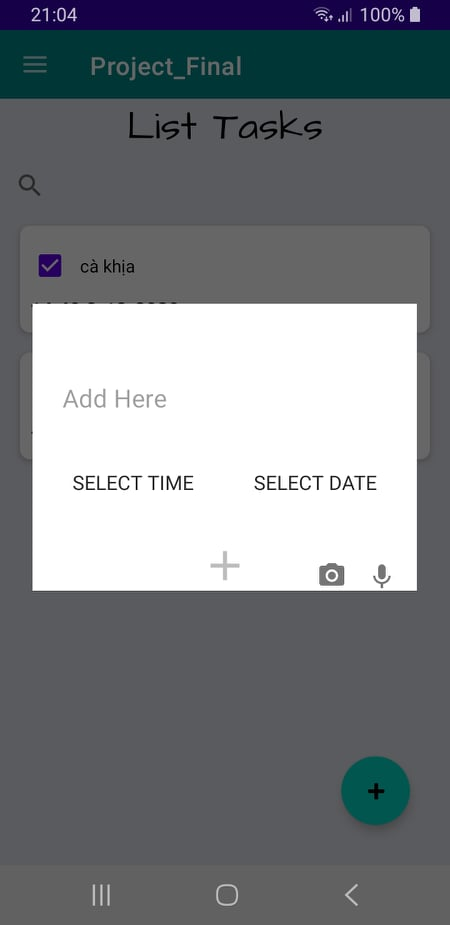 21:04 100%
Project_Final
List Tasks
cà khịa
Add Here
SELECT TIME SELECT DATE